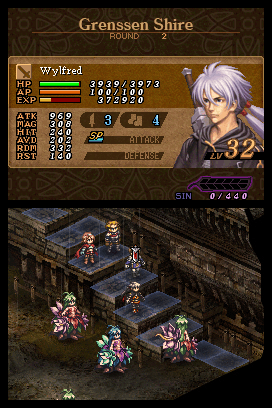 Grenssen Shire
ROUND 2
Wylfred
HP 3939/3973
AP 100/100
EXP 372920
ATK 969
MAG 308
HIT 240
AVD 202
RDM 332
RST 140
3 4
SP ATTACK
DEFENSE
LV 32
SIN 0/440